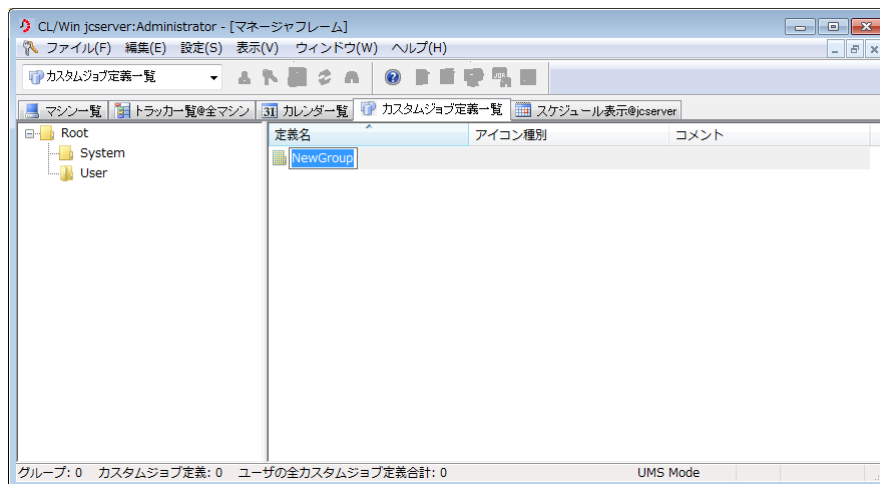 CL/Win jcserver:Administrator - [マネージャフレーム]
ファイル(F) 編集(E) 設定(S) 表示(V) ウィンドウ(W) ヘルプ(H)
カスタムジョブ定義一覧
マシン一覧 トラッカ一覧@全マシン 31 カレンダ一覧 カスタムジョブ定義一覧 スケジュール表示@jcserver
Root
System
User
定義名 アイコン種別 コメント
NewGroup
グループ: 0 カスタムジョブ定義: 0 ユーザの全カスタムジョブ定義合計: 0 UMS Mode